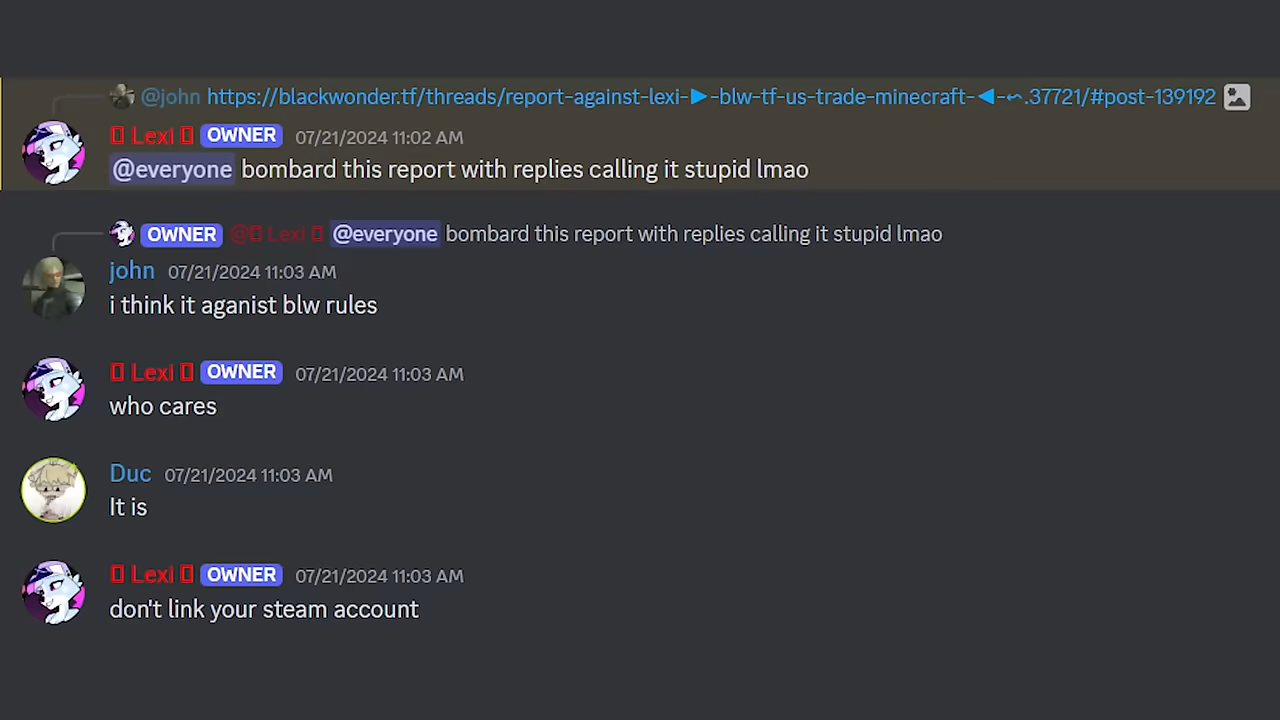 @john https://blackwonder.tf/threads/report-against-lexi-▶-blw-tf-us-trade-minecraft-◀-↜.37721/#post-139192
Lexi OWNER 07/21/2024 11:02 AM
@everyone bombard this report with replies calling it stupid lmao
OWNER @ Lexi @everyone bombard this report with replies calling it stupid lmao
john 07/21/2024 11:03 AM
i think it aganist blw rules
Lexi OWNER 07/21/2024 11:03 AM
who cares
Duc 07/21/2024 11:03 AM
It is
Lexi OWNER 07/21/2024 11:03 AM
don't link your steam account